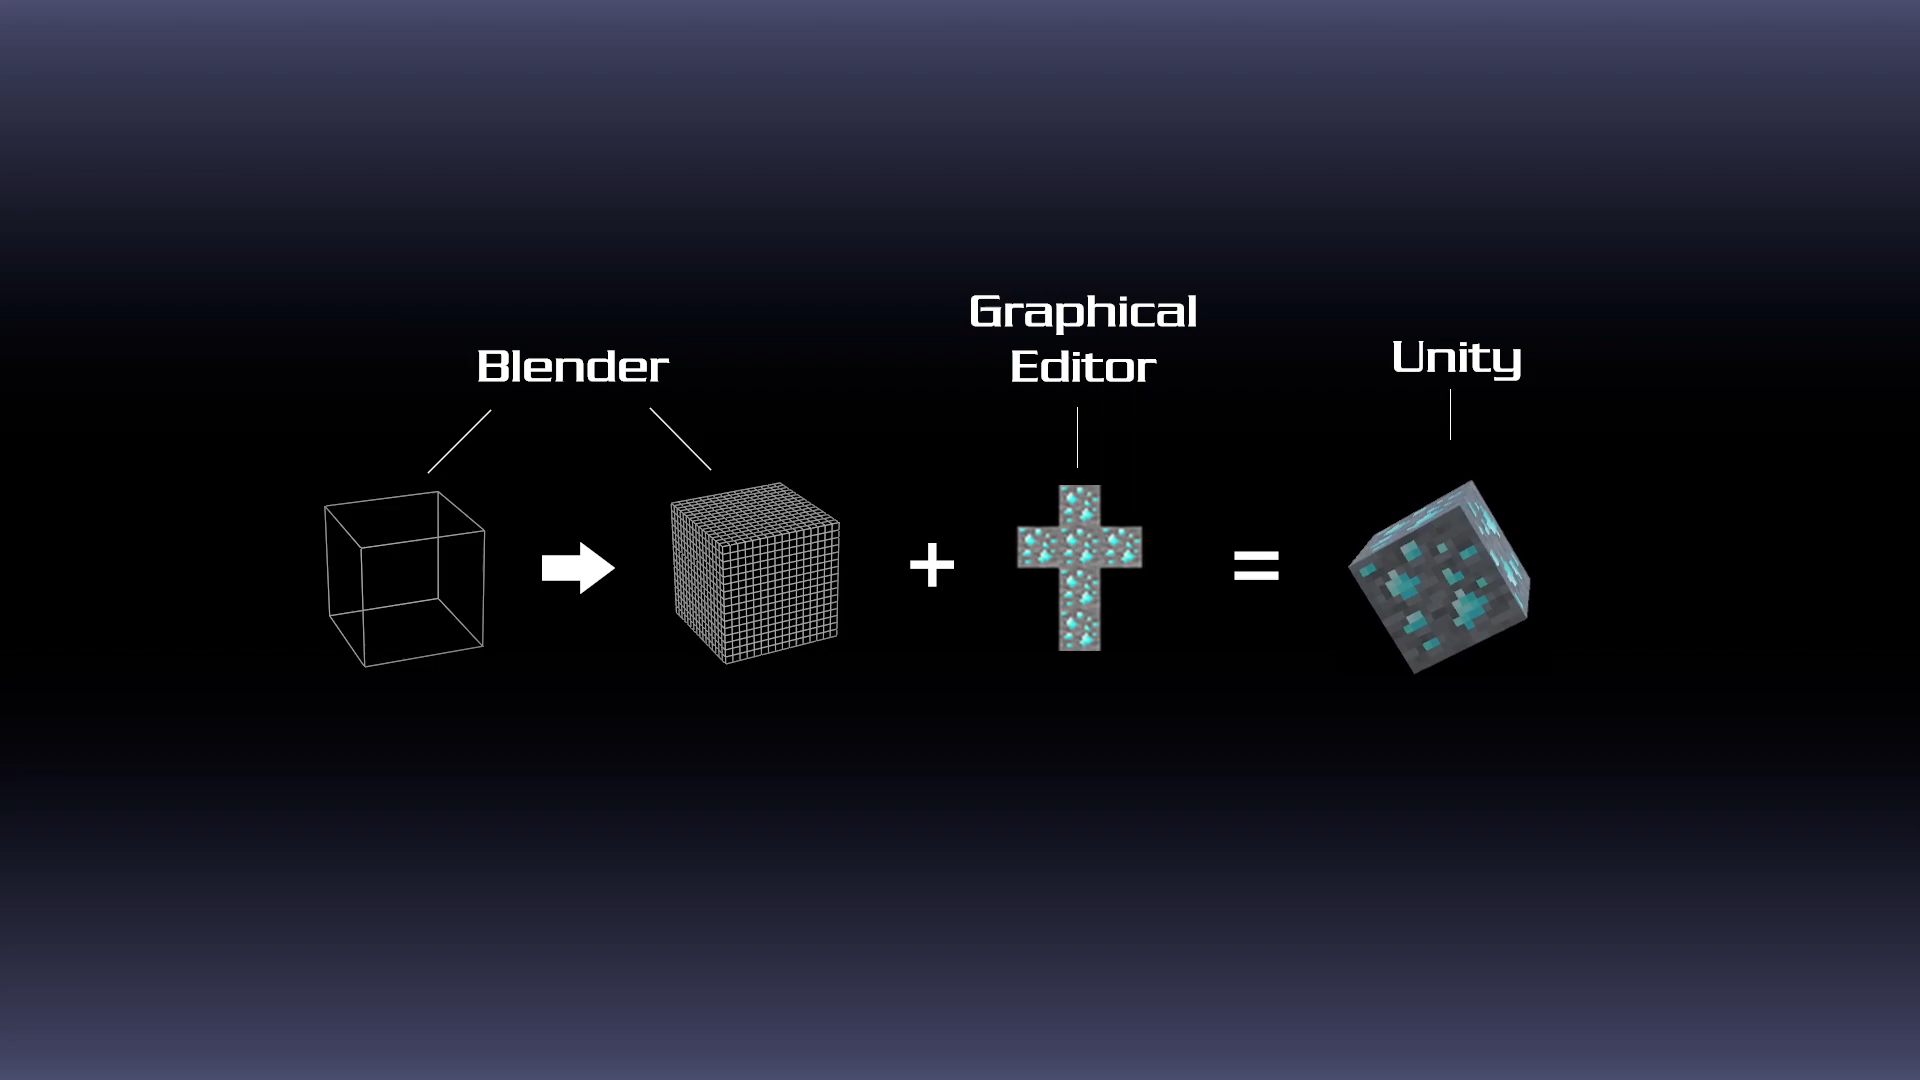 Blender
Graphical
Editor
Unity
+
=